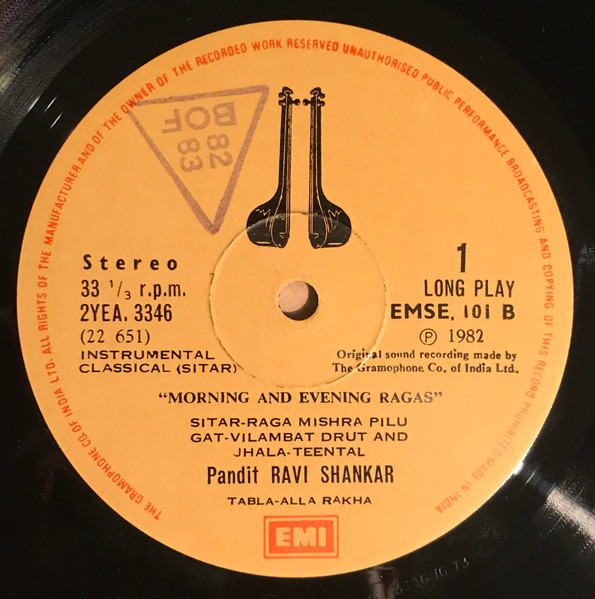 THE GRAMOPHONE CO. OF INDIA LTD. ALL RIGHTS OF THE MANUFACTURER AND OF THE OWNER OF THE RECORDED WORK RESERVED UNAUTHORISED PUBLIC PERFORMANCE BROADCASTING AND COPYING OF THIS RECORD PROHIBITED MADE IN INDIA
BOF
82
83
Stereo
33 1/3 r.p.m.
2YEA. 3346
(22 651)
INSTRUMENTAL
CLASSICAL (SITAR)
1
LONG PLAY
EMSE. 101 B
Ⓟ 1982
Original sound recording made by
The Gramophone Co. of India Ltd.
"MORNING AND EVENING RAGAS"
SITAR-RAGA MISHRA PILU
GAT-VILAMBAT DRUT AND
JHALA-TEENTAL
Pandit RAVI SHANKAR
TABLA-ALLA RAKHA
EMI